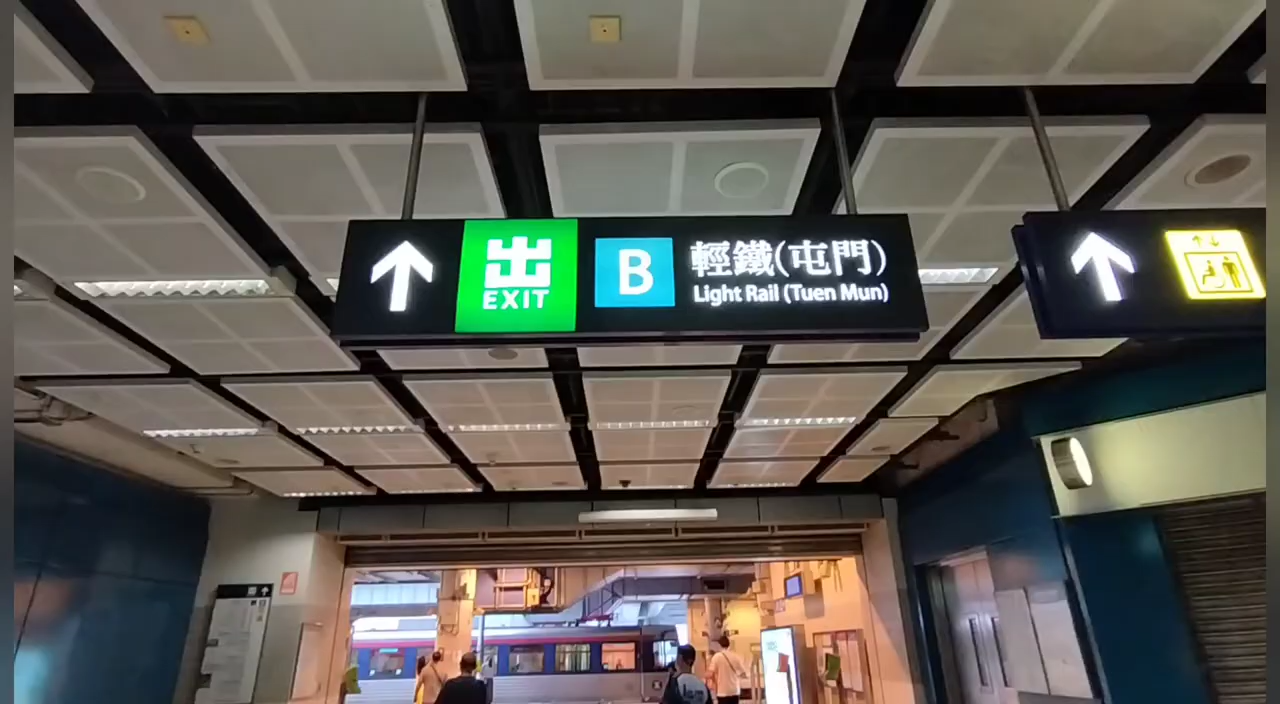 出
EXIT
B
輕鐵(屯門)
Light Rail (Tuen Mun)